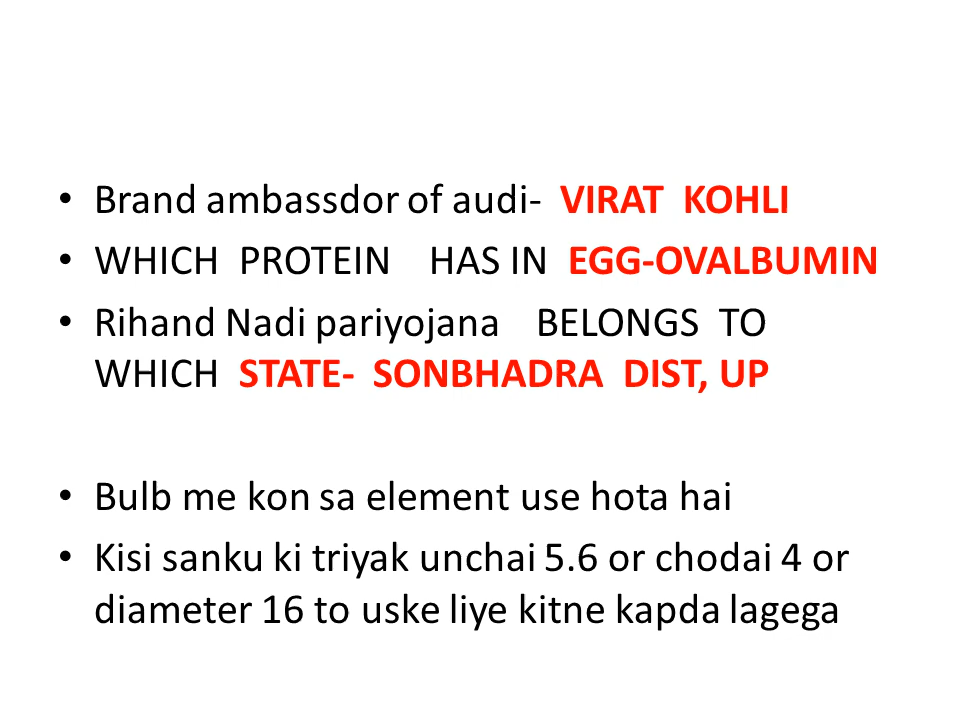 • Brand ambassdor of audi- VIRAT KOHLI
• WHICH PROTEIN HAS IN EGG-OVALBUMIN
• Rihand Nadi pariyojana BELONGS TO
WHICH STATE- SONBHADRA DIST, UP
• Bulb me kon sa element use hota hai
• Kisi sanku ki triyak unchai 5.6 or chodai 4 or
diameter 16 to uske liye kitne kapda lagega